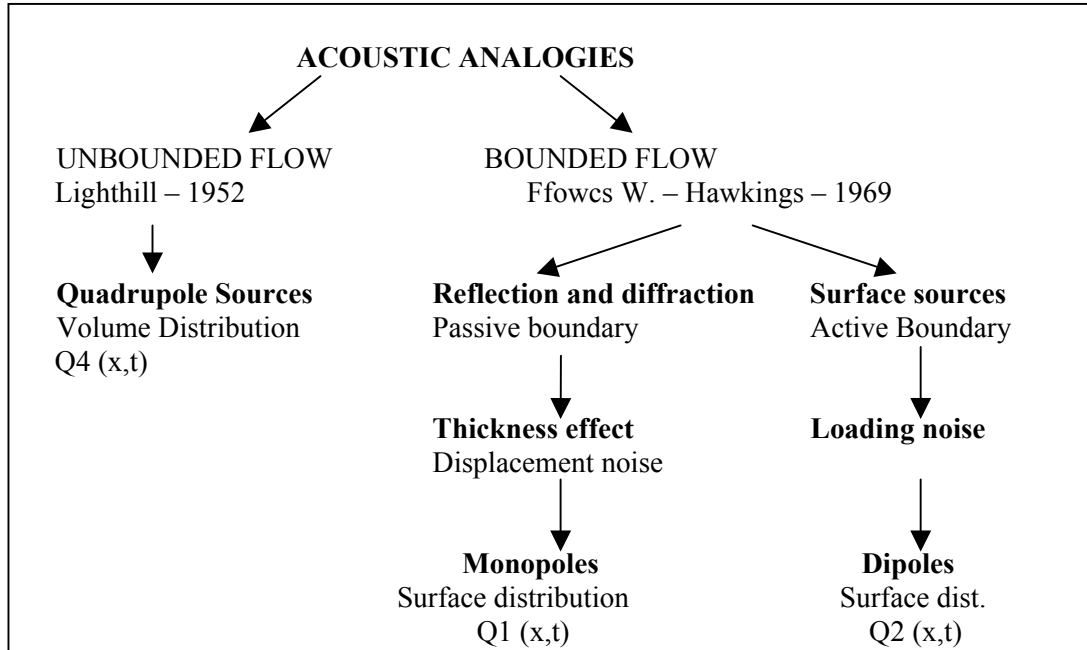 ACOUSTIC ANALOGIES
UNBOUNDED FLOW
Lighthill – 1952
BOUNDED FLOW
Ffowcs W. – Hawkings – 1969
Quadrupole Sources
Volume Distribution
Q4 (x,t)
Reflection and diffraction
Passive boundary
Surface sources
Active Boundary
Thickness effect
Displacement noise
Loading noise
Monopoles
Surface distribution
Q1 (x,t)
Dipoles
Surface dist.
Q2 (x,t)